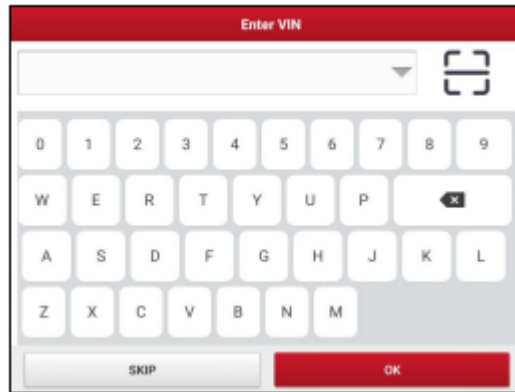 Enter VIN
0 1 2 3 4 5 6 7 8 9
W E R T Y U P
A S D F G H J K L
Z X C V B N M
SKIP OK